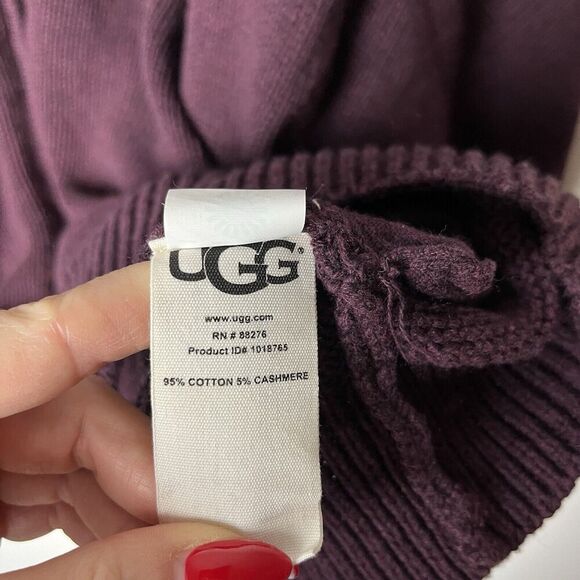 UGG®
www.ugg.com
RN # 88276
Product ID# 1018765
95% COTTON 5% CASHMERE